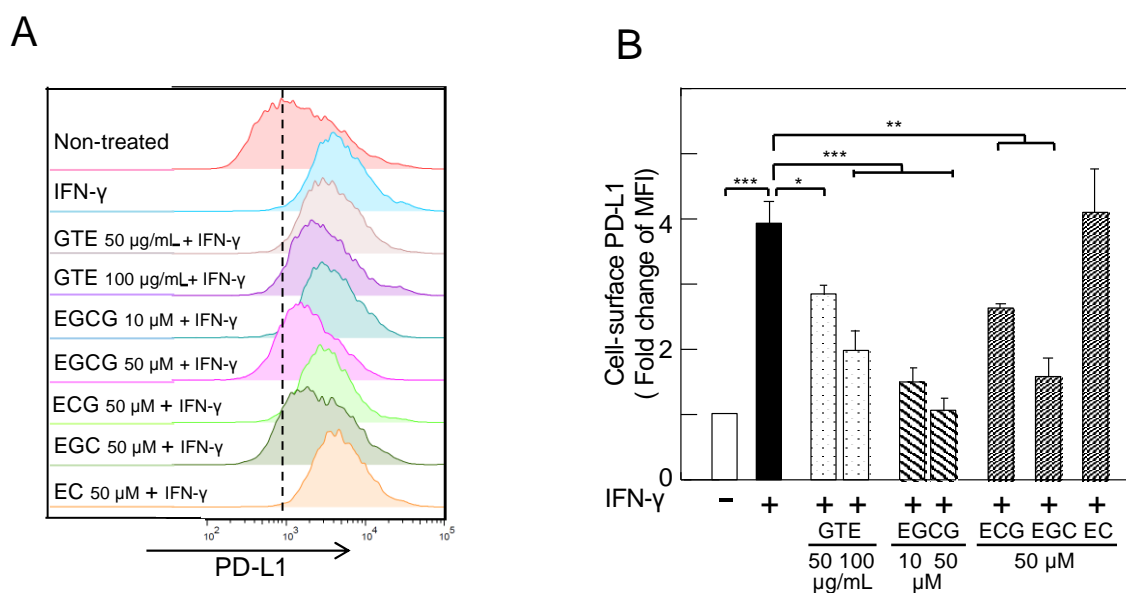 A
Non-treated
IFN-γ
GTE 50 µg/mL+ IFN-γ
GTE 100 µg/mL+ IFN-γ
EGCG 10 µM + IFN-γ
EGCG 50 µM + IFN-γ
ECG 50 µM + IFN-γ
EGC 50 µM + IFN-γ
EC 50 µM + IFN-γ
10² 10³ 10⁴ 10⁵
PD-L1
B
Cell-surface PD-L1
( Fold change of MFI)
4
2
0
**
***
*** *
IFN-γ − + + + + + + + +
GTE EGCG ECG EGC EC
50 100 10 50 50 µM
µg/mL µM